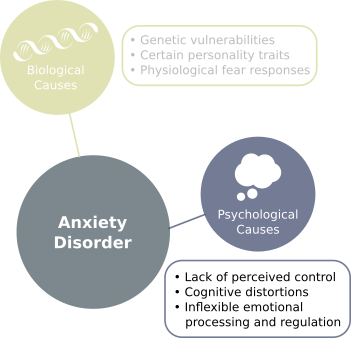 Biological
Causes
• Genetic vulnerabilities
• Certain personality traits
• Physiological fear responses
Anxiety
Disorder
Psychological
Causes
• Lack of perceived control
• Cognitive distortions
• Inflexible emotional
processing and regulation